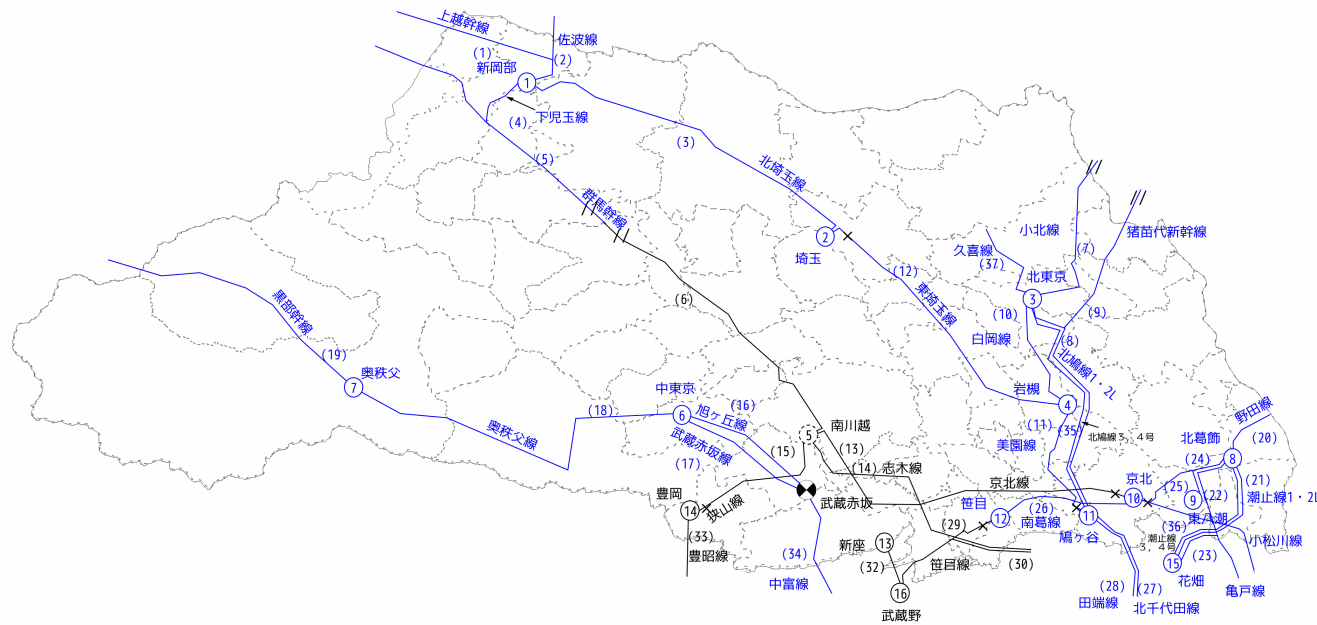 上越幹線
佐波線
(1)
(2)
新岡部
1
下児玉線
(4)
(3)
(5)
北埼玉線
群馬幹線
小北線
猪苗代新幹線
久喜線
(7)
2
埼玉
(37)
北東京
(12)
黒部幹線
(6)
東埼玉線
3
(10)
(9)
白岡線
(8)
北鳩線1・2L
(19)
奥秩父
7
中東京
岩槻
(18)
(16)
旭ヶ丘線
6
4
野田線
奥秩父線
武蔵赤坂線
南川越
5
(11)
(35)
北鳩線3,4号
(20)
(17)
(15)
(13)
美園線
北葛飾
8
(14)
志木線
(24)
(21)
豊岡
京北線
京北
(25)
潮止線1・2L
狭山線
武蔵赤坂
笹目
10
9
(22)
14
12
(26)
11
東八潮
(29)
南葛線
(36)
(33)
鳩ヶ谷
潮止線
3,4号
小松川線
豊昭線
(34)
新座
13
(30)
(23)
(32)
笹目線
15
中富線
花畑
16
(28)
(27)
亀戸線
武蔵野
田端線
北千代田線